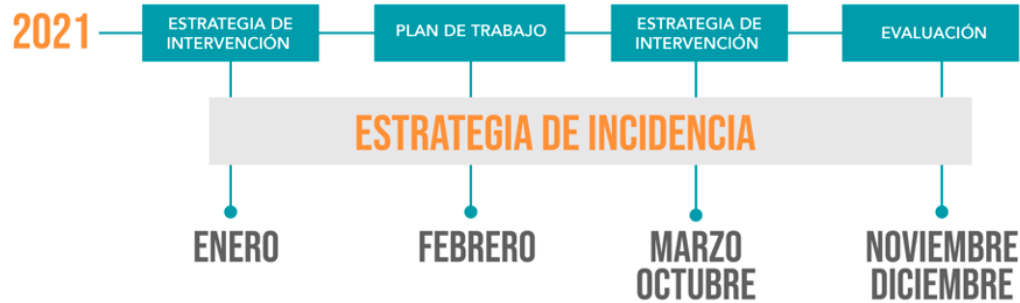 2021
ESTRATEGIA DE
INTERVENCIÓN
PLAN DE TRABAJO
ESTRATEGIA DE
INTERVENCIÓN
EVALUACIÓN
ESTRATEGIA DE INCIDENCIA
ENERO
FEBRERO
MARZO
OCTUBRE
NOVIEMBRE
DICIEMBRE